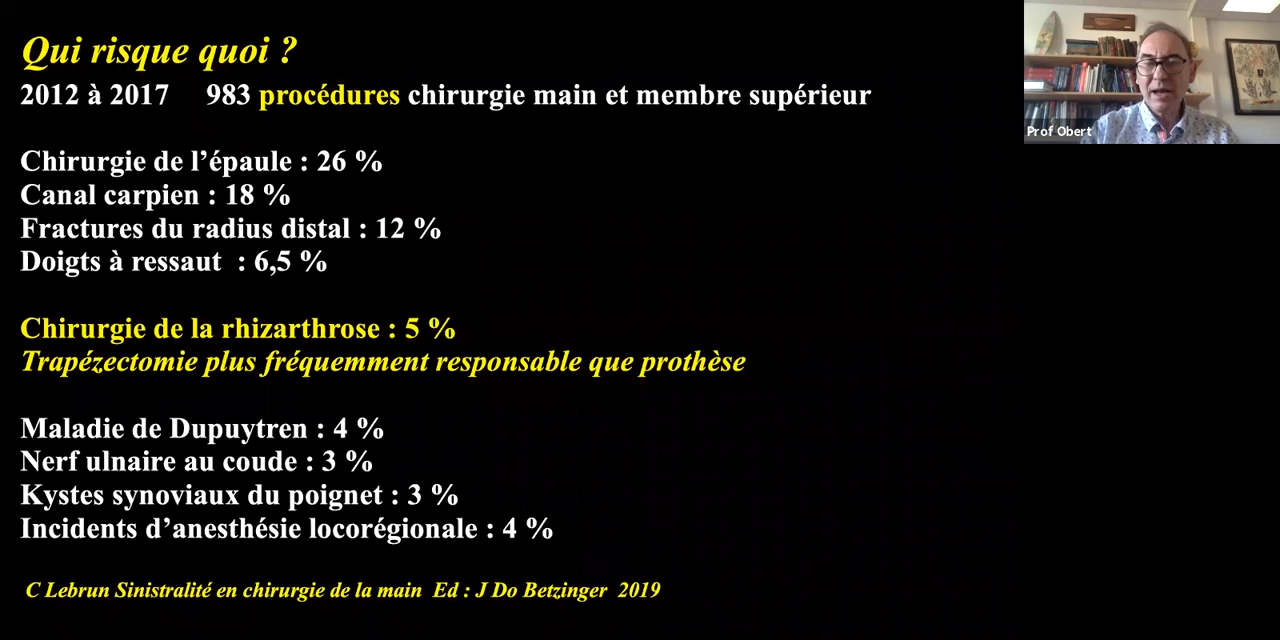 Qui risque quoi ?
2012 à 2017 983 procédures chirurgie main et membre supérieur
Chirurgie de l’épaule : 26 %
Canal carpien : 18 %
Fractures du radius distal : 12 %
Doigts à ressaut : 6,5 %
Chirurgie de la rhizarthrose : 5 %
Trapézectomie plus fréquemment responsable que prothèse
Maladie de Dupuytren : 4 %
Nerf ulnaire au coude : 3 %
Kystes synoviaux du poignet : 3 %
Incidents d’anesthésie locorégionale : 4 %
C Lebrun Sinistralité en chirurgie de la main Ed : J Do Betzinger 2019
Prof Obert